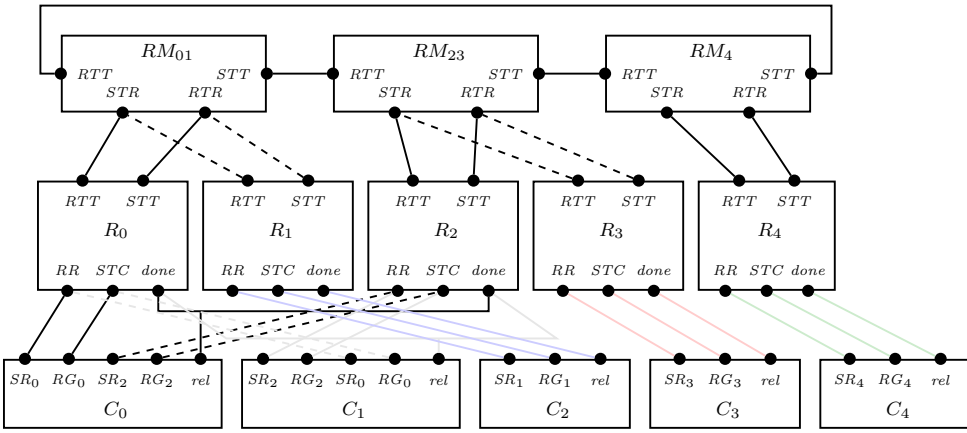 RM₀₁ RM₂₃ RM₄
RTT STT RTT STT RTT STT
STR RTR STR RTR STR RTR
RTT STT RTT STT RTT STT RTT STT RTT STT
R₀ R₁ R₂ R₃ R₄
RR STC done RR STC done RR STC done RR STC done RR STC done
SR₀ RG₀ SR₂ RG₂ rel SR₂ RG₂ SR₀ RG₀ rel SR₁ RG₁ rel SR₃ RG₃ rel SR₄ RG₄ rel
C₀ C₁ C₂ C₃ C₄